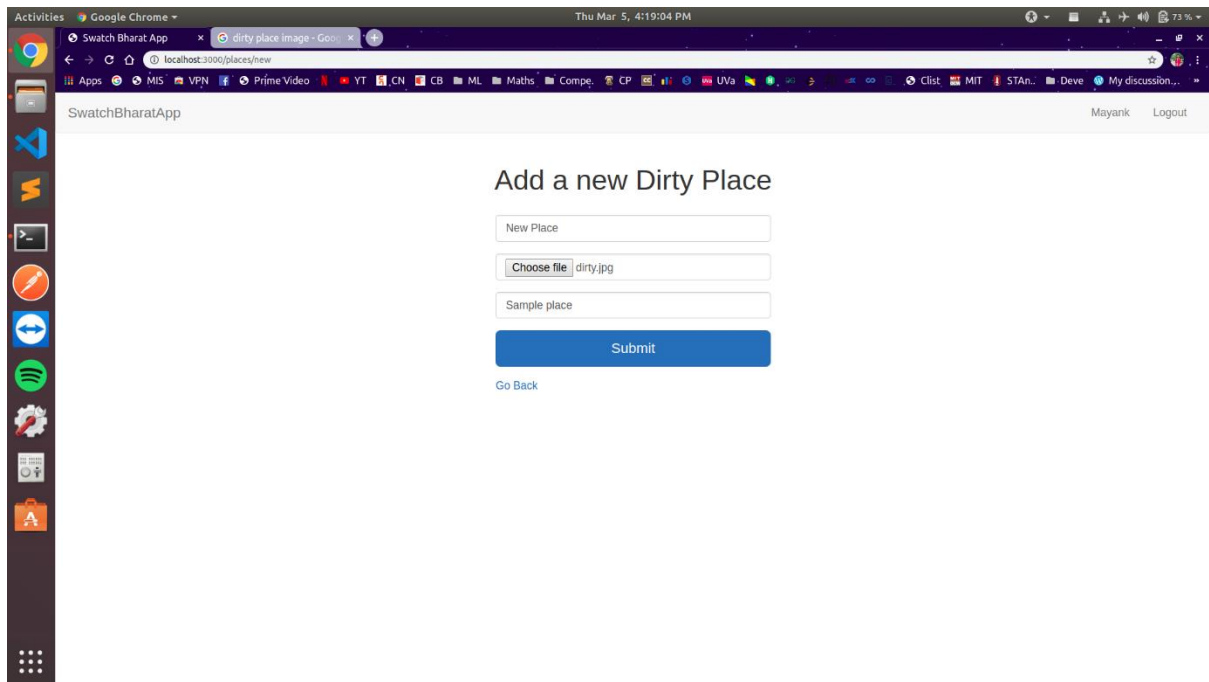 Activities Google Chrome Thu Mar 5, 4:19:04 PM 73 %
Swatch Bharat App dirty place image - Goog
localhost:3000/places/new
Apps MIS VPN Prime Video YT CN CB ML Maths Compe. CP UVa Clist MIT STAn.. Deve My discussion...
SwatchBharatApp Mayank Logout
Add a new Dirty Place
New Place
Choose file dirty.jpg
Sample place
Submit
Go Back